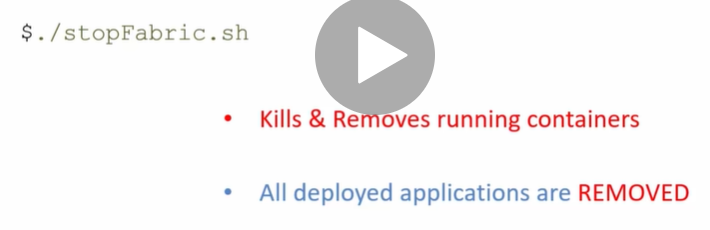 $./stopFabric.sh
• Kills & Removes running containers
• All deployed applications are REMOVED